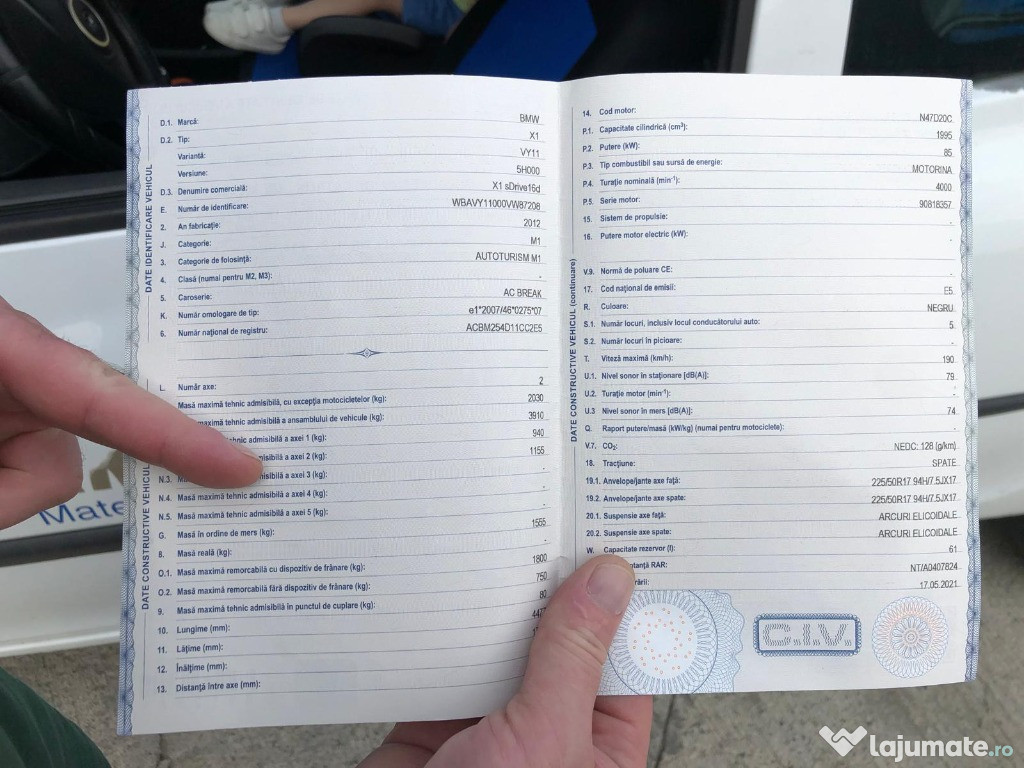 DATE IDENTIFICARE VEHICUL
D.1. Marcă: BMW
D.2. Tip: X1
Variantă: VY11
Versiune: 5H000
D.3. Denumire comercială: X1 sDrive16d
E. Număr de identificare: WBAVY11000VW87208
2. An fabricație: 2012
J. Categorie: M1
3. Categorie de folosință: AUTOTURISM M1
4. Clasă (numai pentru M2, M3): -
5. Caroserie: AC BREAK
K. Număr omologare de tip: e1*2007/46*0275*07
6. Număr național de registru: ACBM254D11CC2E5
DATE CONSTRUCTIVE VEHICUL
L. Număr axe: 2
Masă maximă tehnic admisibilă, cu excepția motocicletelor (kg): 2030
maximă tehnic admisibilă a ansamblului de vehicule (kg): 3910
tehnic admisibilă a axei 1 (kg): 940
admisibilă a axei 2 (kg): 1155
N.3. admisibilă a axei 3 (kg): -
N.4. Masă maximă tehnic admisibilă a axei 4 (kg): -
N.5. Masă maximă tehnic admisibilă a axei 5 (kg): -
G. Masă în ordine de mers (kg): 1555
8. Masă reală (kg): -
O.1. Masă maximă remorcabilă cu dispozitiv de frânare (kg): 1800
O.2. Masă maximă remorcabilă fără dispozitiv de frânare (kg): 750
9. Masă maximă tehnic admisibilă în punctul de cuplare (kg): 80
10. Lungime (mm):
11. Lățime (mm):
12. Înălțime (mm):
13. Distanță între axe (mm):
DATE CONSTRUCTIVE VEHICUL (continuare)
14. Cod motor: N47D20C
P.1. Capacitate cilindrică (cm³): 1995
P.2. Putere (kW): 85
P.3. Tip combustibil sau sursă de energie: MOTORINA
P.4. Turație nominală (min⁻¹): 4000
P.5. Serie motor: 90818357
15. Sistem de propulsie: -
16. Putere motor electric (kW): -
V.9. Normă de poluare CE: -
17. Cod național de emisii: E5
R. Culoare: NEGRU
S.1. Număr locuri, inclusiv locul conducătorului auto: 5
S.2. Număr locuri în picioare: -
T. Viteză maximă (km/h): 190
U.1. Nivel sonor în staționare [dB(A)]: 79
U.2. Turație motor (min⁻¹): -
U.3 Nivel sonor în mers [dB(A)]: 74
Q. Raport putere/masă (kW/kg) (numai pentru motociclete): -
V.7. CO₂: NEDC: 128 (g/km)
18. Tracțiune: SPATE
19.1. Anvelope/jante axe față: 225/50R17 94H/7.5JX17
19.2. Anvelope/jante axe spate: 225/50R17 94H/7.5JX17
20.1. Suspensie axe față: ARCURI ELICOIDALE
20.2. Suspensie axe spate: ARCURI ELICOIDALE
W. Capacitate rezervor (l): 61
RAR: NT/A0407824
17.05.2021
C.I.V.
Mate
lajumate.ro